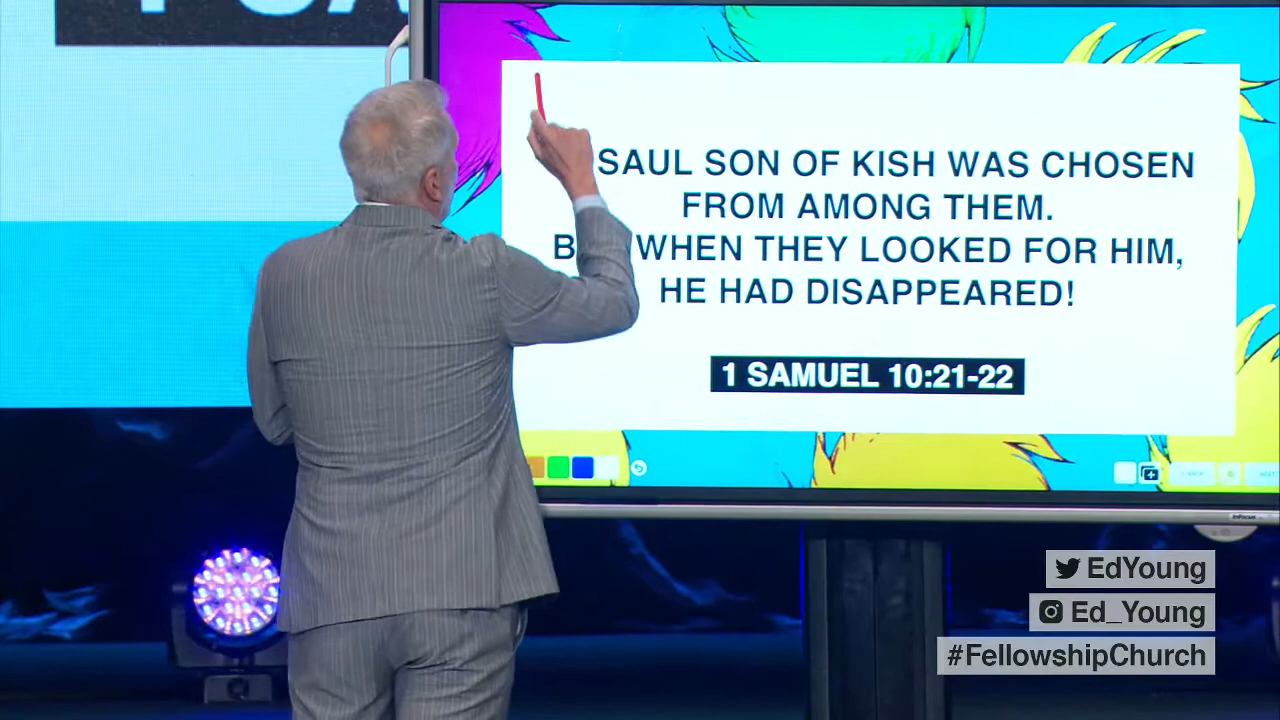 SAUL SON OF KISH WAS CHOSEN
FROM AMONG THEM.
WHEN THEY LOOKED FOR HIM,
HE HAD DISAPPEARED!
1 SAMUEL 10:21-22
InFocus
EdYoung
Ed_Young
#FellowshipChurch